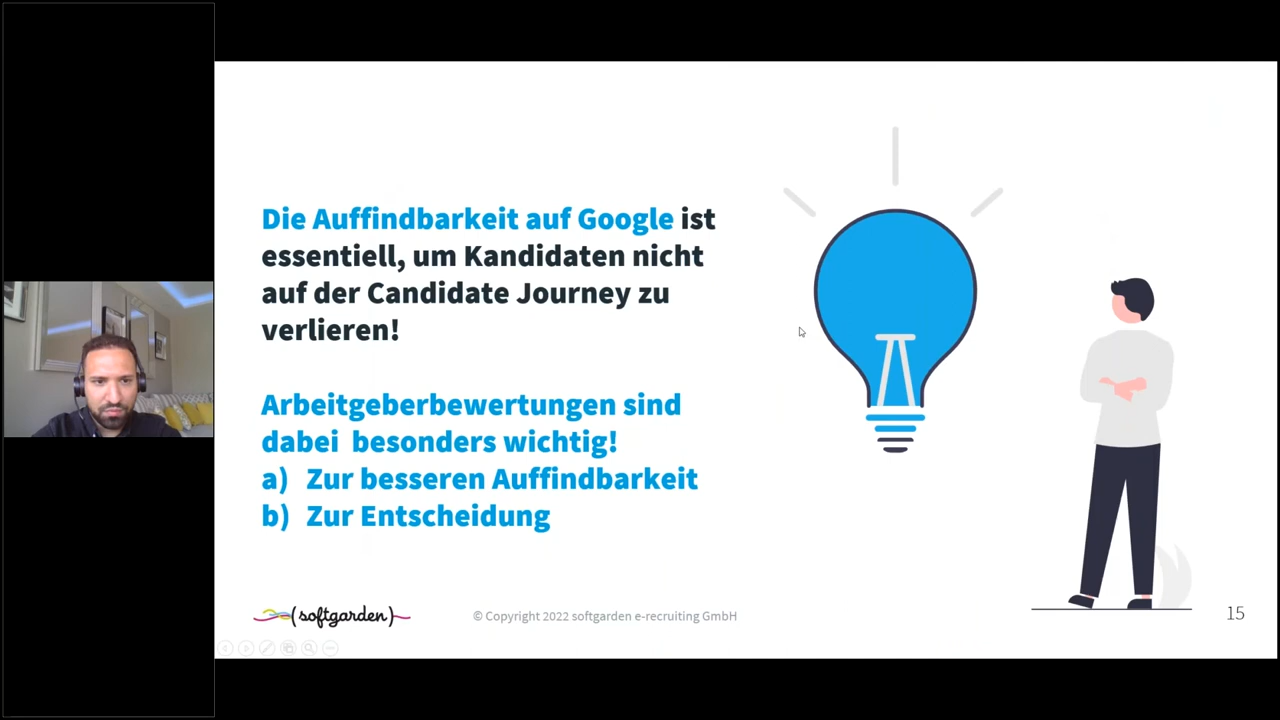 Die Auffindbarkeit auf Google ist
essentiell, um Kandidaten nicht
auf der Candidate Journey zu
verlieren!
Arbeitgeberbewertungen sind
dabei besonders wichtig!
a) Zur besseren Auffindbarkeit
b) Zur Entscheidung
(softgarden)
© Copyright 2022 softgarden e-recruiting GmbH
15